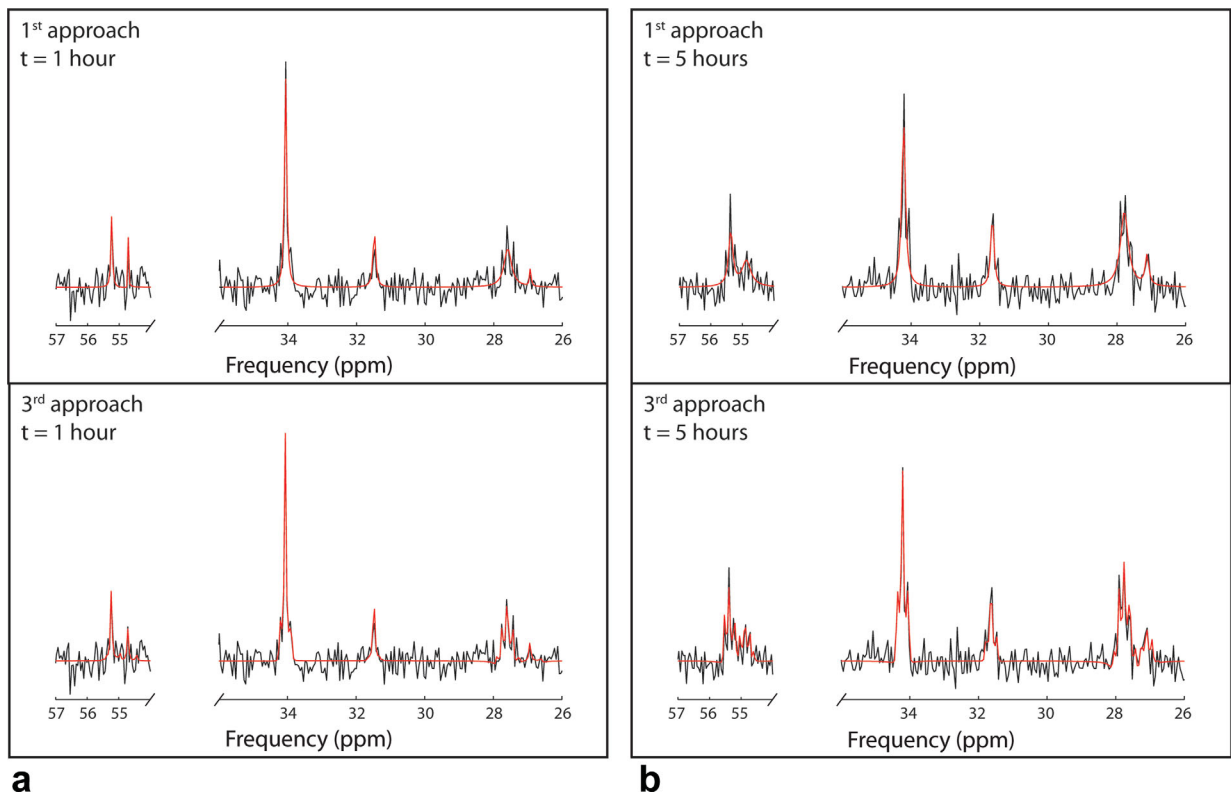 1st approach
t = 1 hour
57 56 55 34 32 30 28 26
Frequency (ppm)
3rd approach
t = 1 hour
57 56 55 34 32 30 28 26
Frequency (ppm)
a
1st approach
t = 5 hours
57 56 55 34 32 30 28 26
Frequency (ppm)
3rd approach
t = 5 hours
57 56 55 34 32 30 28 26
Frequency (ppm)
b